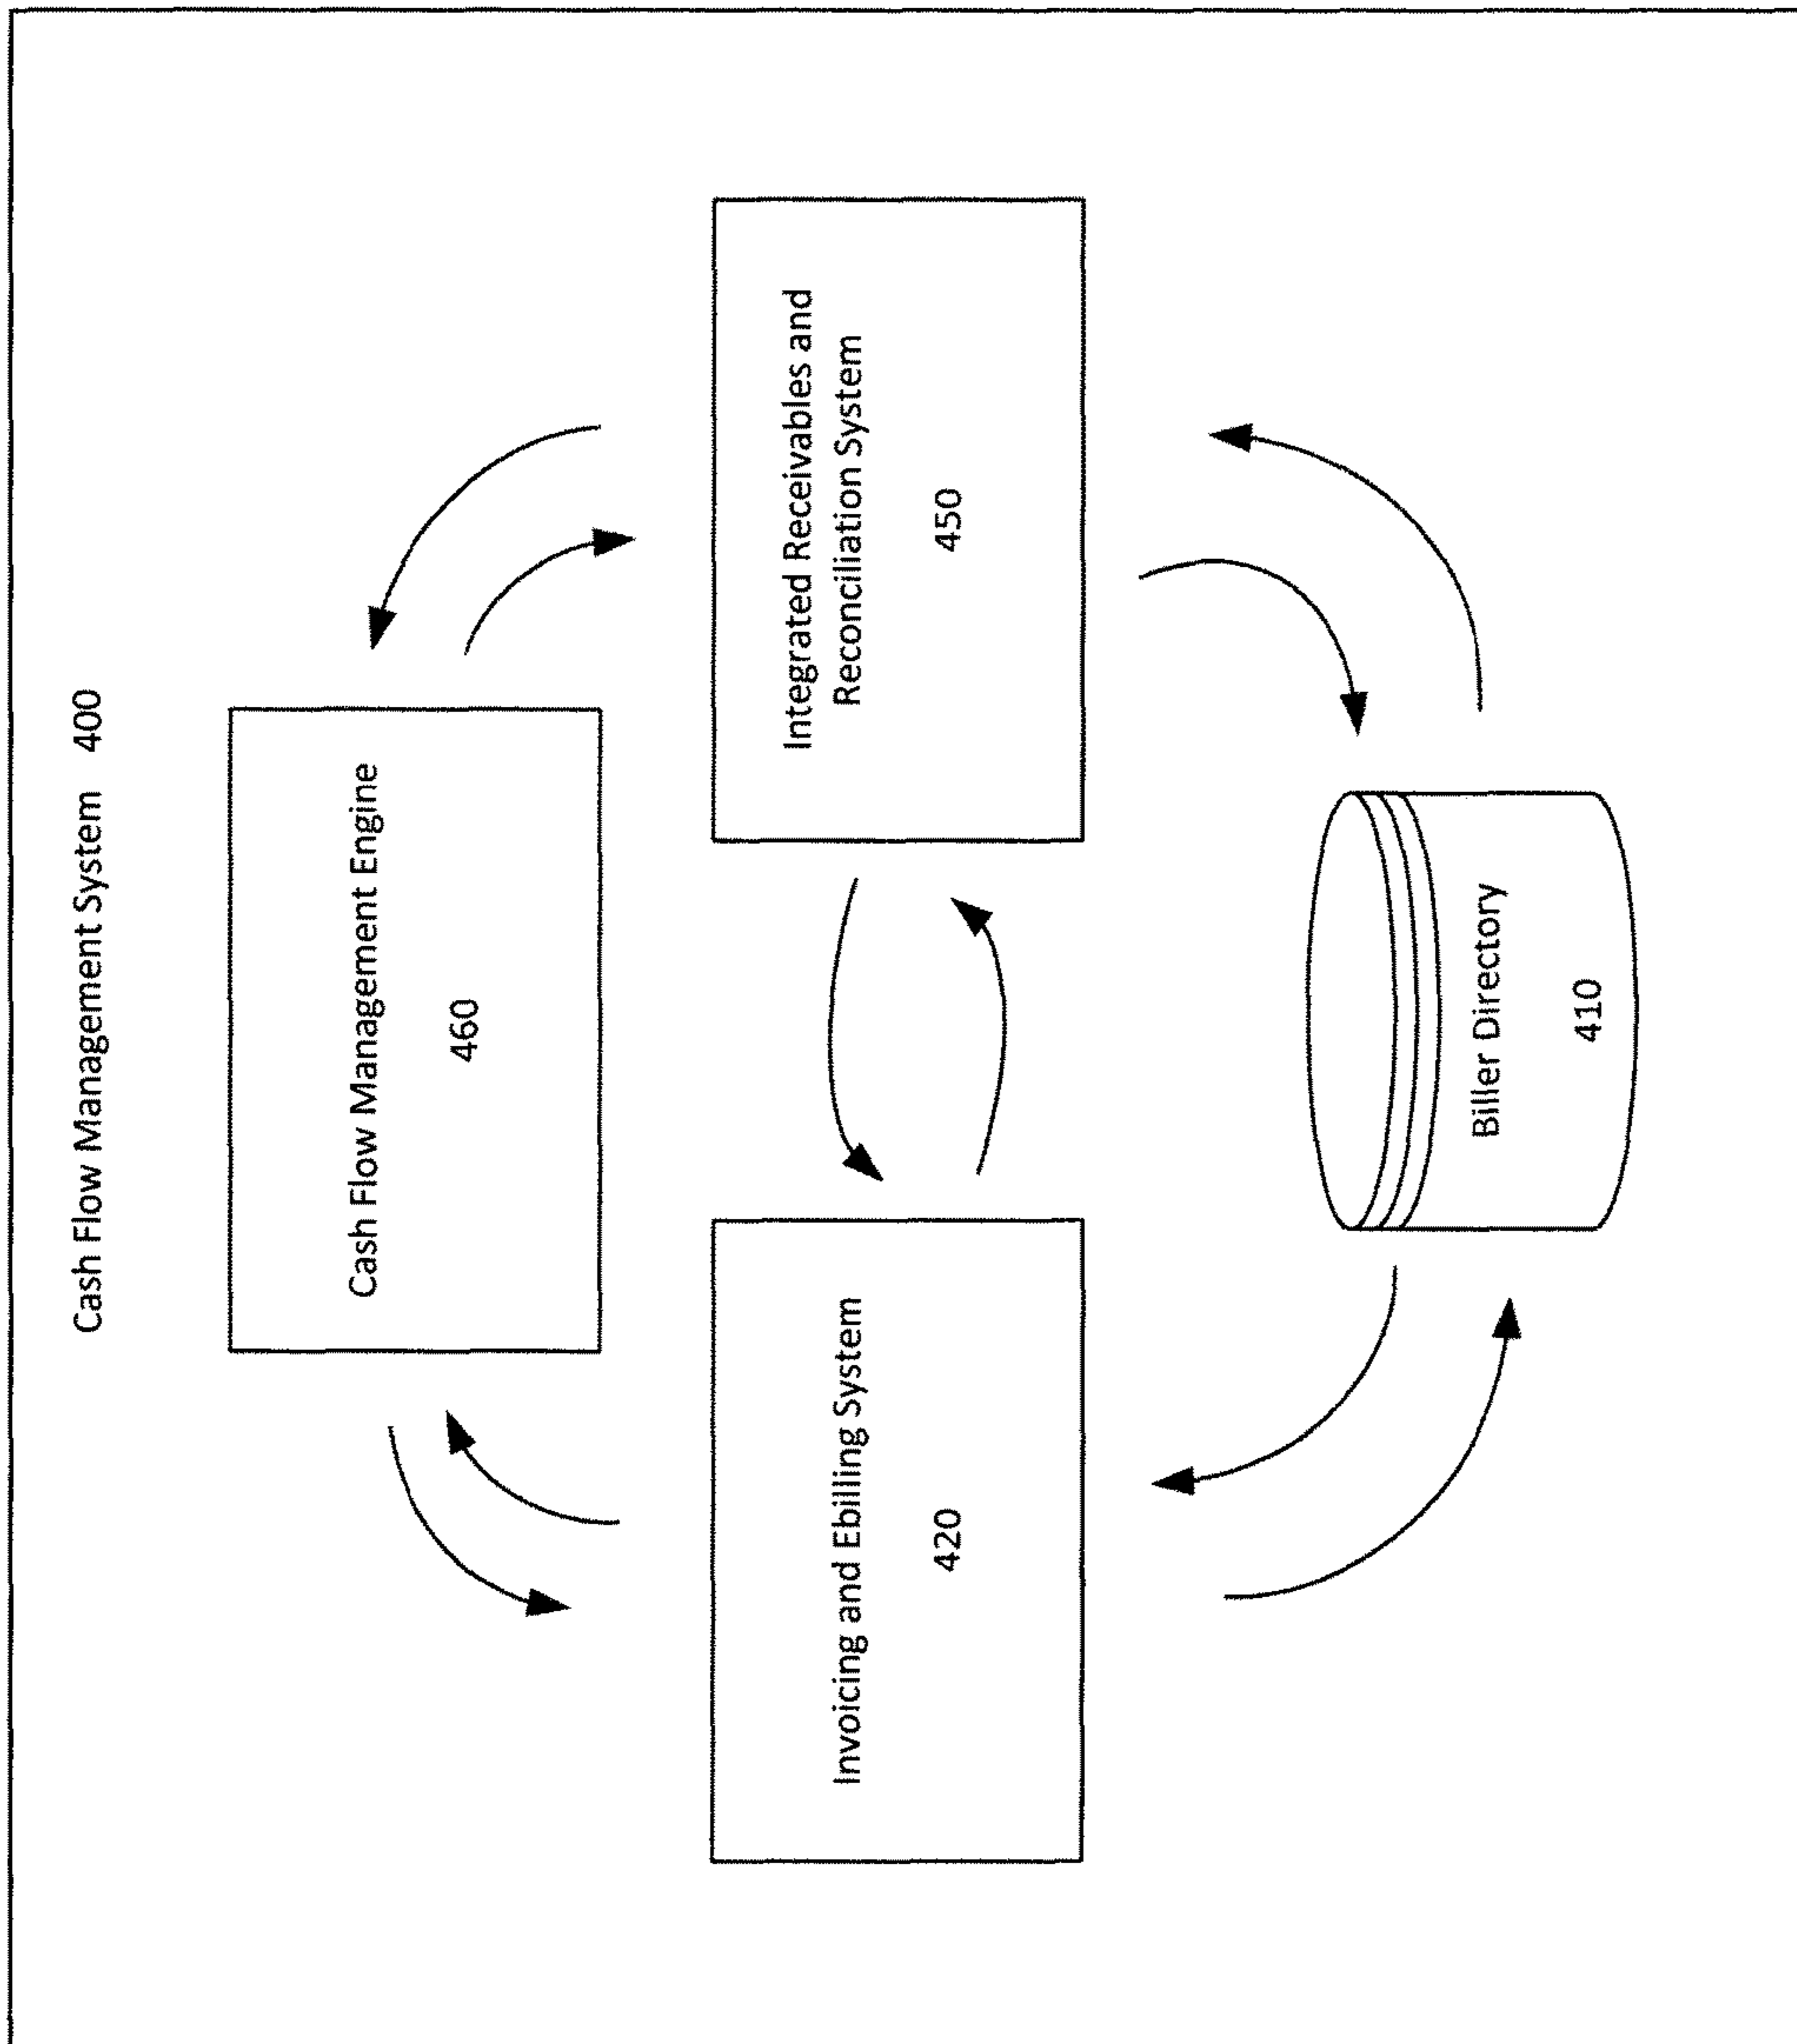 Cash Flow Management System 400
Cash Flow Management Engine
460
Invoicing and Ebilling System
420
Integrated Receivables and
Reconciliation System
450
Biller Directory
410